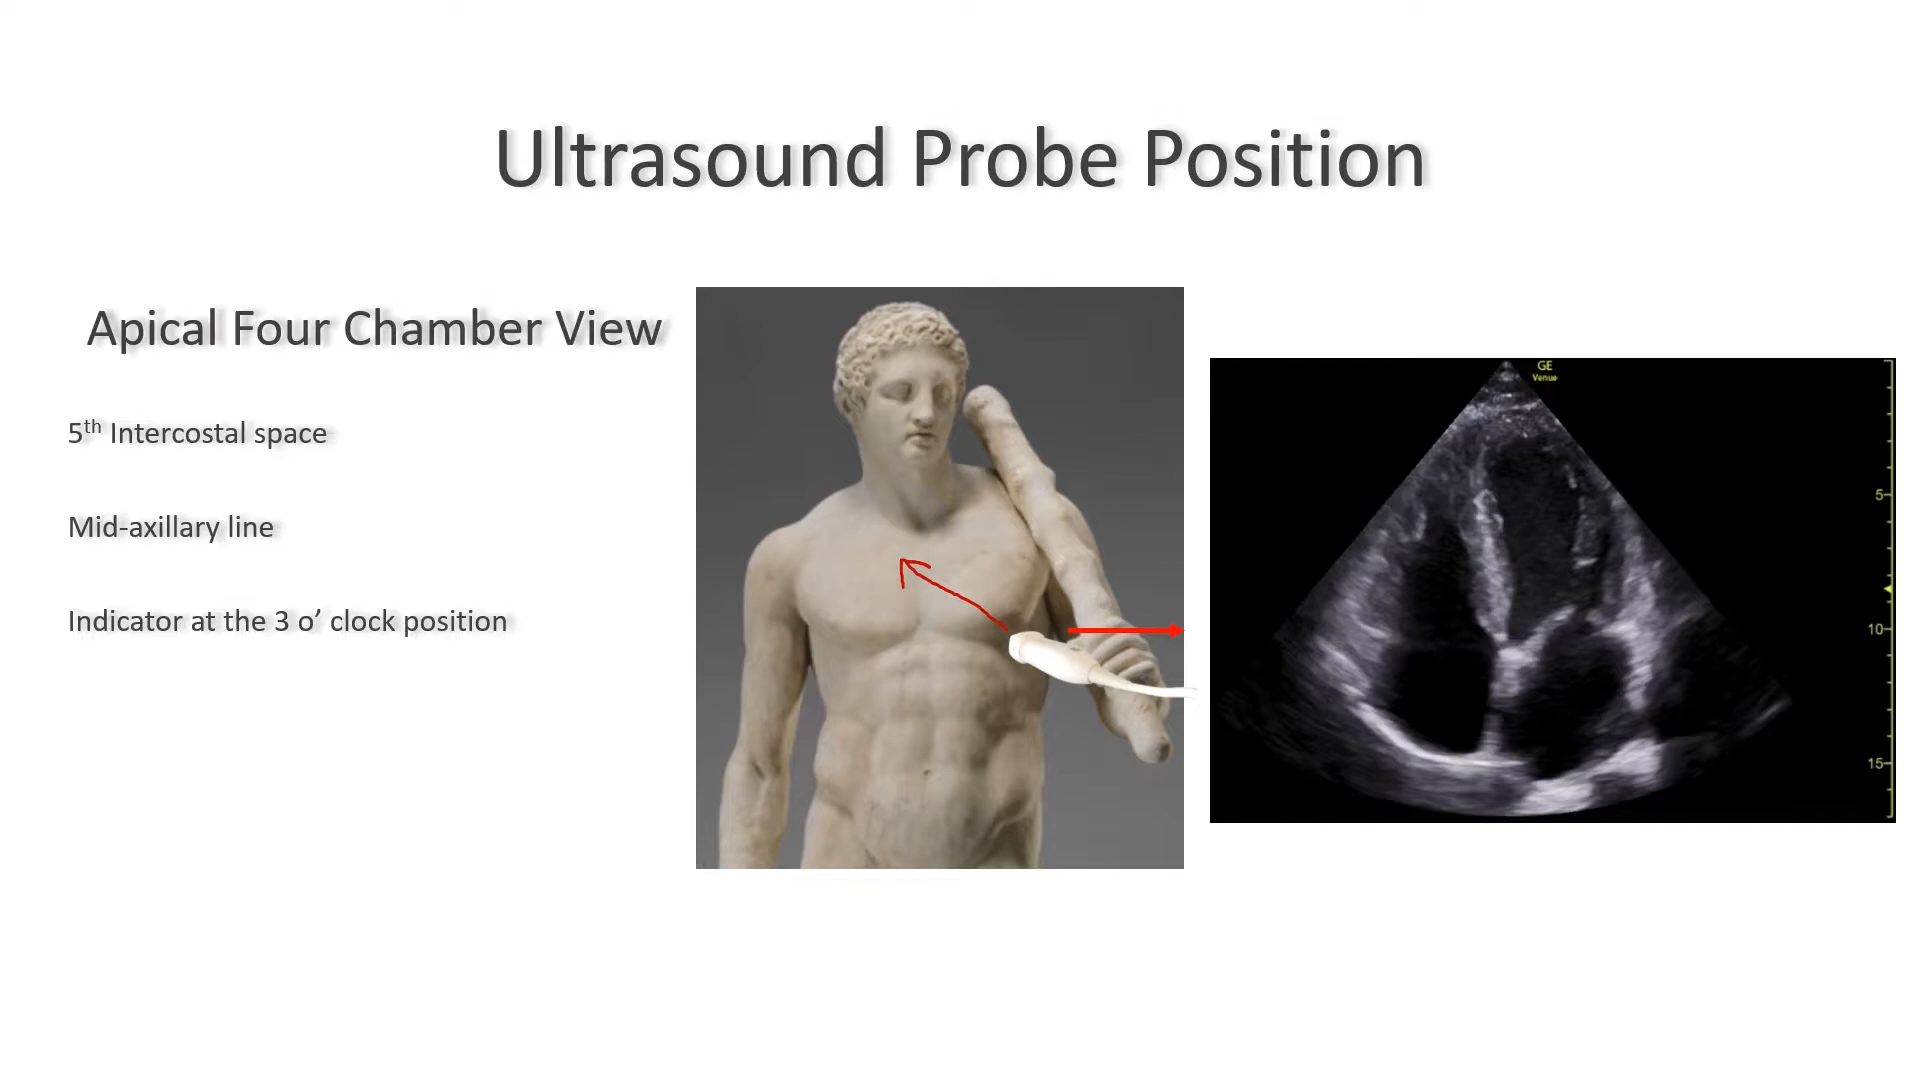 Ultrasound Probe Position
Apical Four Chamber View
5th Intercostal space
Mid-axillary line
Indicator at the 3 o’ clock position
GE
Venue
5
10
15